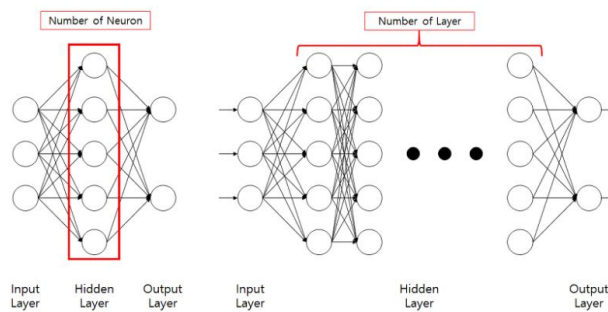 Number of Neuron
Number of Layer
Input
Layer
Hidden
Layer
Output
Layer
Input
Layer
Hidden
Layer
Output
Layer